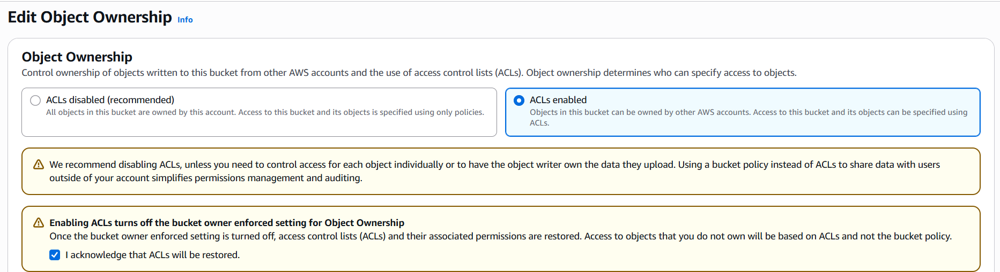 Edit Object Ownership Info
Object Ownership
Control ownership of objects written to this bucket from other AWS accounts and the use of access control lists (ACLs). Object ownership determines who can specify access to objects.
ACLs disabled (recommended)
All objects in this bucket are owned by this account. Access to this bucket and its objects is specified using only policies.
ACLs enabled
Objects in this bucket can be owned by other AWS accounts. Access to this bucket and its objects can be specified using
ACLs.
We recommend disabling ACLs, unless you need to control access for each object individually or to have the object writer own the data they upload. Using a bucket policy instead of ACLs to share data with users
outside of your account simplifies permissions management and auditing.
Enabling ACLs turns off the bucket owner enforced setting for Object Ownership
Once the bucket owner enforced setting is turned off, access control lists (ACLs) and their associated permissions are restored. Access to objects that you do not own will be based on ACLs and not the bucket policy.
I acknowledge that ACLs will be restored.